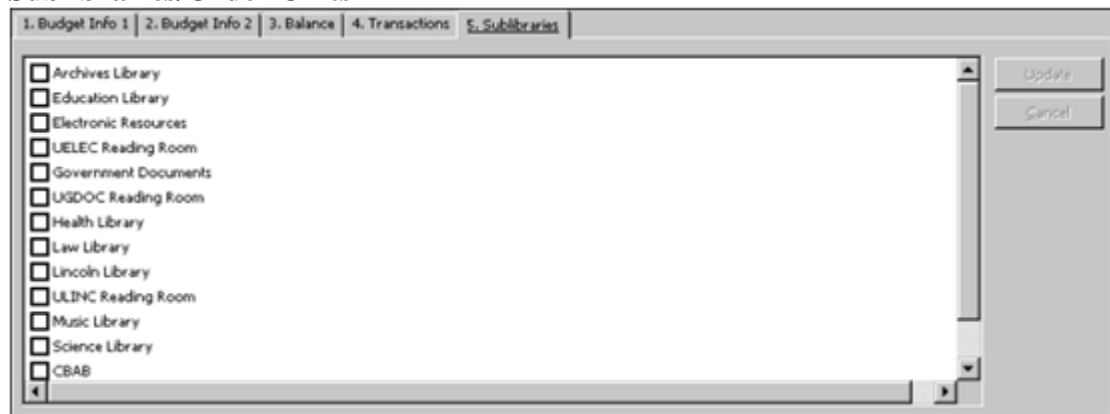 1. Budget Info 1 2. Budget Info 2 3. Balance 4. Transactions 5. Sublibraries
Archives Library
Update
Education Library
Cancel
Electronic Resources
UELEC Reading Room
Government Documents
UGDOC Reading Room
Health Library
Law Library
Lincoln Library
ULINC Reading Room
Music Library
Science Library
CBAB